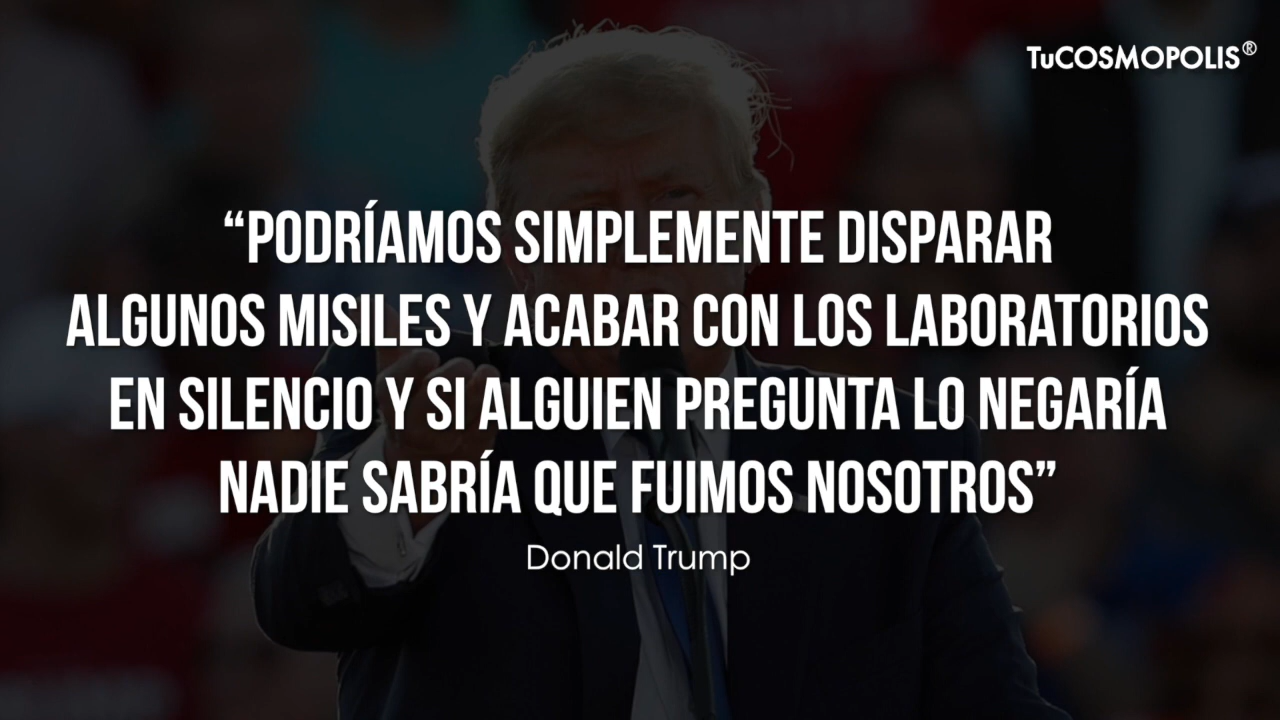 TuCOSMOPOLIS®
“PODRÍAMOS SIMPLEMENTE DISPARAR
ALGUNOS MISILES Y ACABAR CON LOS LABORATORIOS
EN SILENCIO Y SI ALGUIEN PREGUNTA LO NEGARÍA
NADIE SABRÍA QUE FUIMOS NOSOTROS”
Donald Trump